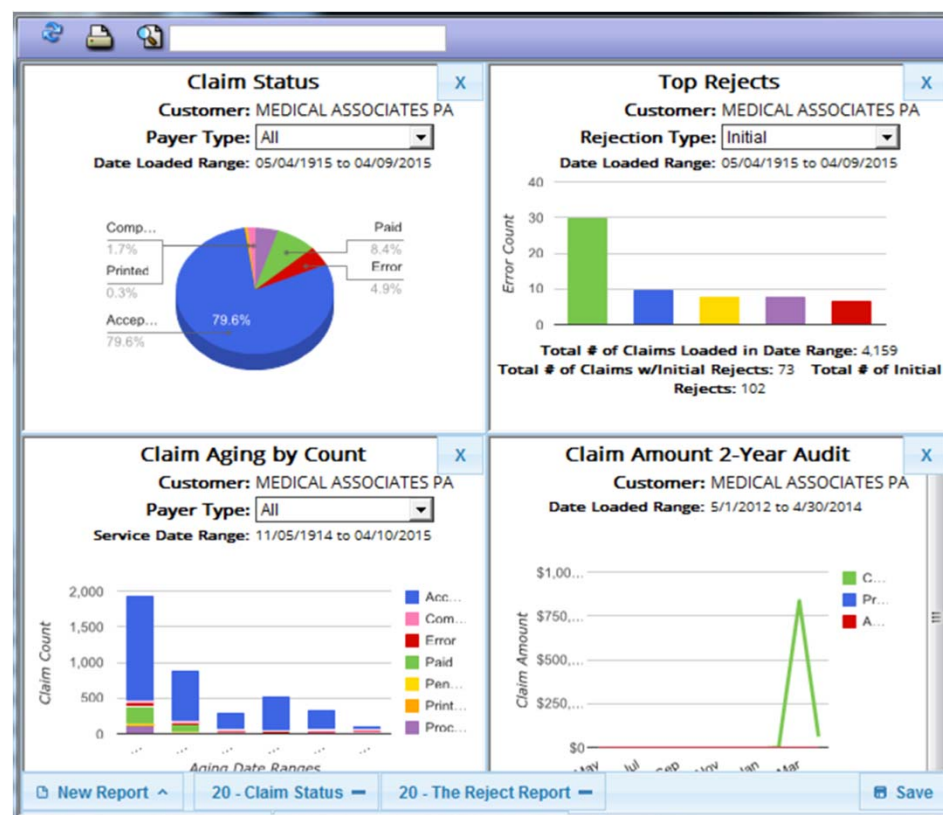 Claim Status
X
Customer: MEDICAL ASSOCIATES PA
Payer Type: All
Date Loaded Range: 05/04/1915 to 04/09/2015
Comp...
1.7%
Printed
0.3%
Accep...
79.6%
79.6%
Paid
8.4%
Error
4.9%
Top Rejects
X
Customer: MEDICAL ASSOCIATES PA
Rejection Type: Initial
Date Loaded Range: 05/04/1915 to 04/09/2015
40
30
20
10
0
Error Count
Total # of Claims Loaded in Date Range: 4,159
Total # of Claims w/Initial Rejects: 73 Total # of Initial
Rejects: 102
Claim Aging by Count
X
Customer: MEDICAL ASSOCIATES PA
Payer Type: All
Service Date Range: 11/05/1914 to 04/10/2015
2,000
1,500
1,000
500
0
Claim Count
... ... ... ... ... ...
Aging Date Ranges
Acc...
Com...
Error
Paid
Pen...
Print...
Proc...
Claim Amount 2-Year Audit
X
Customer: MEDICAL ASSOCIATES PA
Date Loaded Range: 5/1/2012 to 4/30/2014
$1,00...
$750,...
$500,...
$250,...
$0
Claim Amount
May Jul Sep Nov Jan Mar
C...
Pr...
A...
New Report
20 - Claim Status
20 - The Reject Report
Save